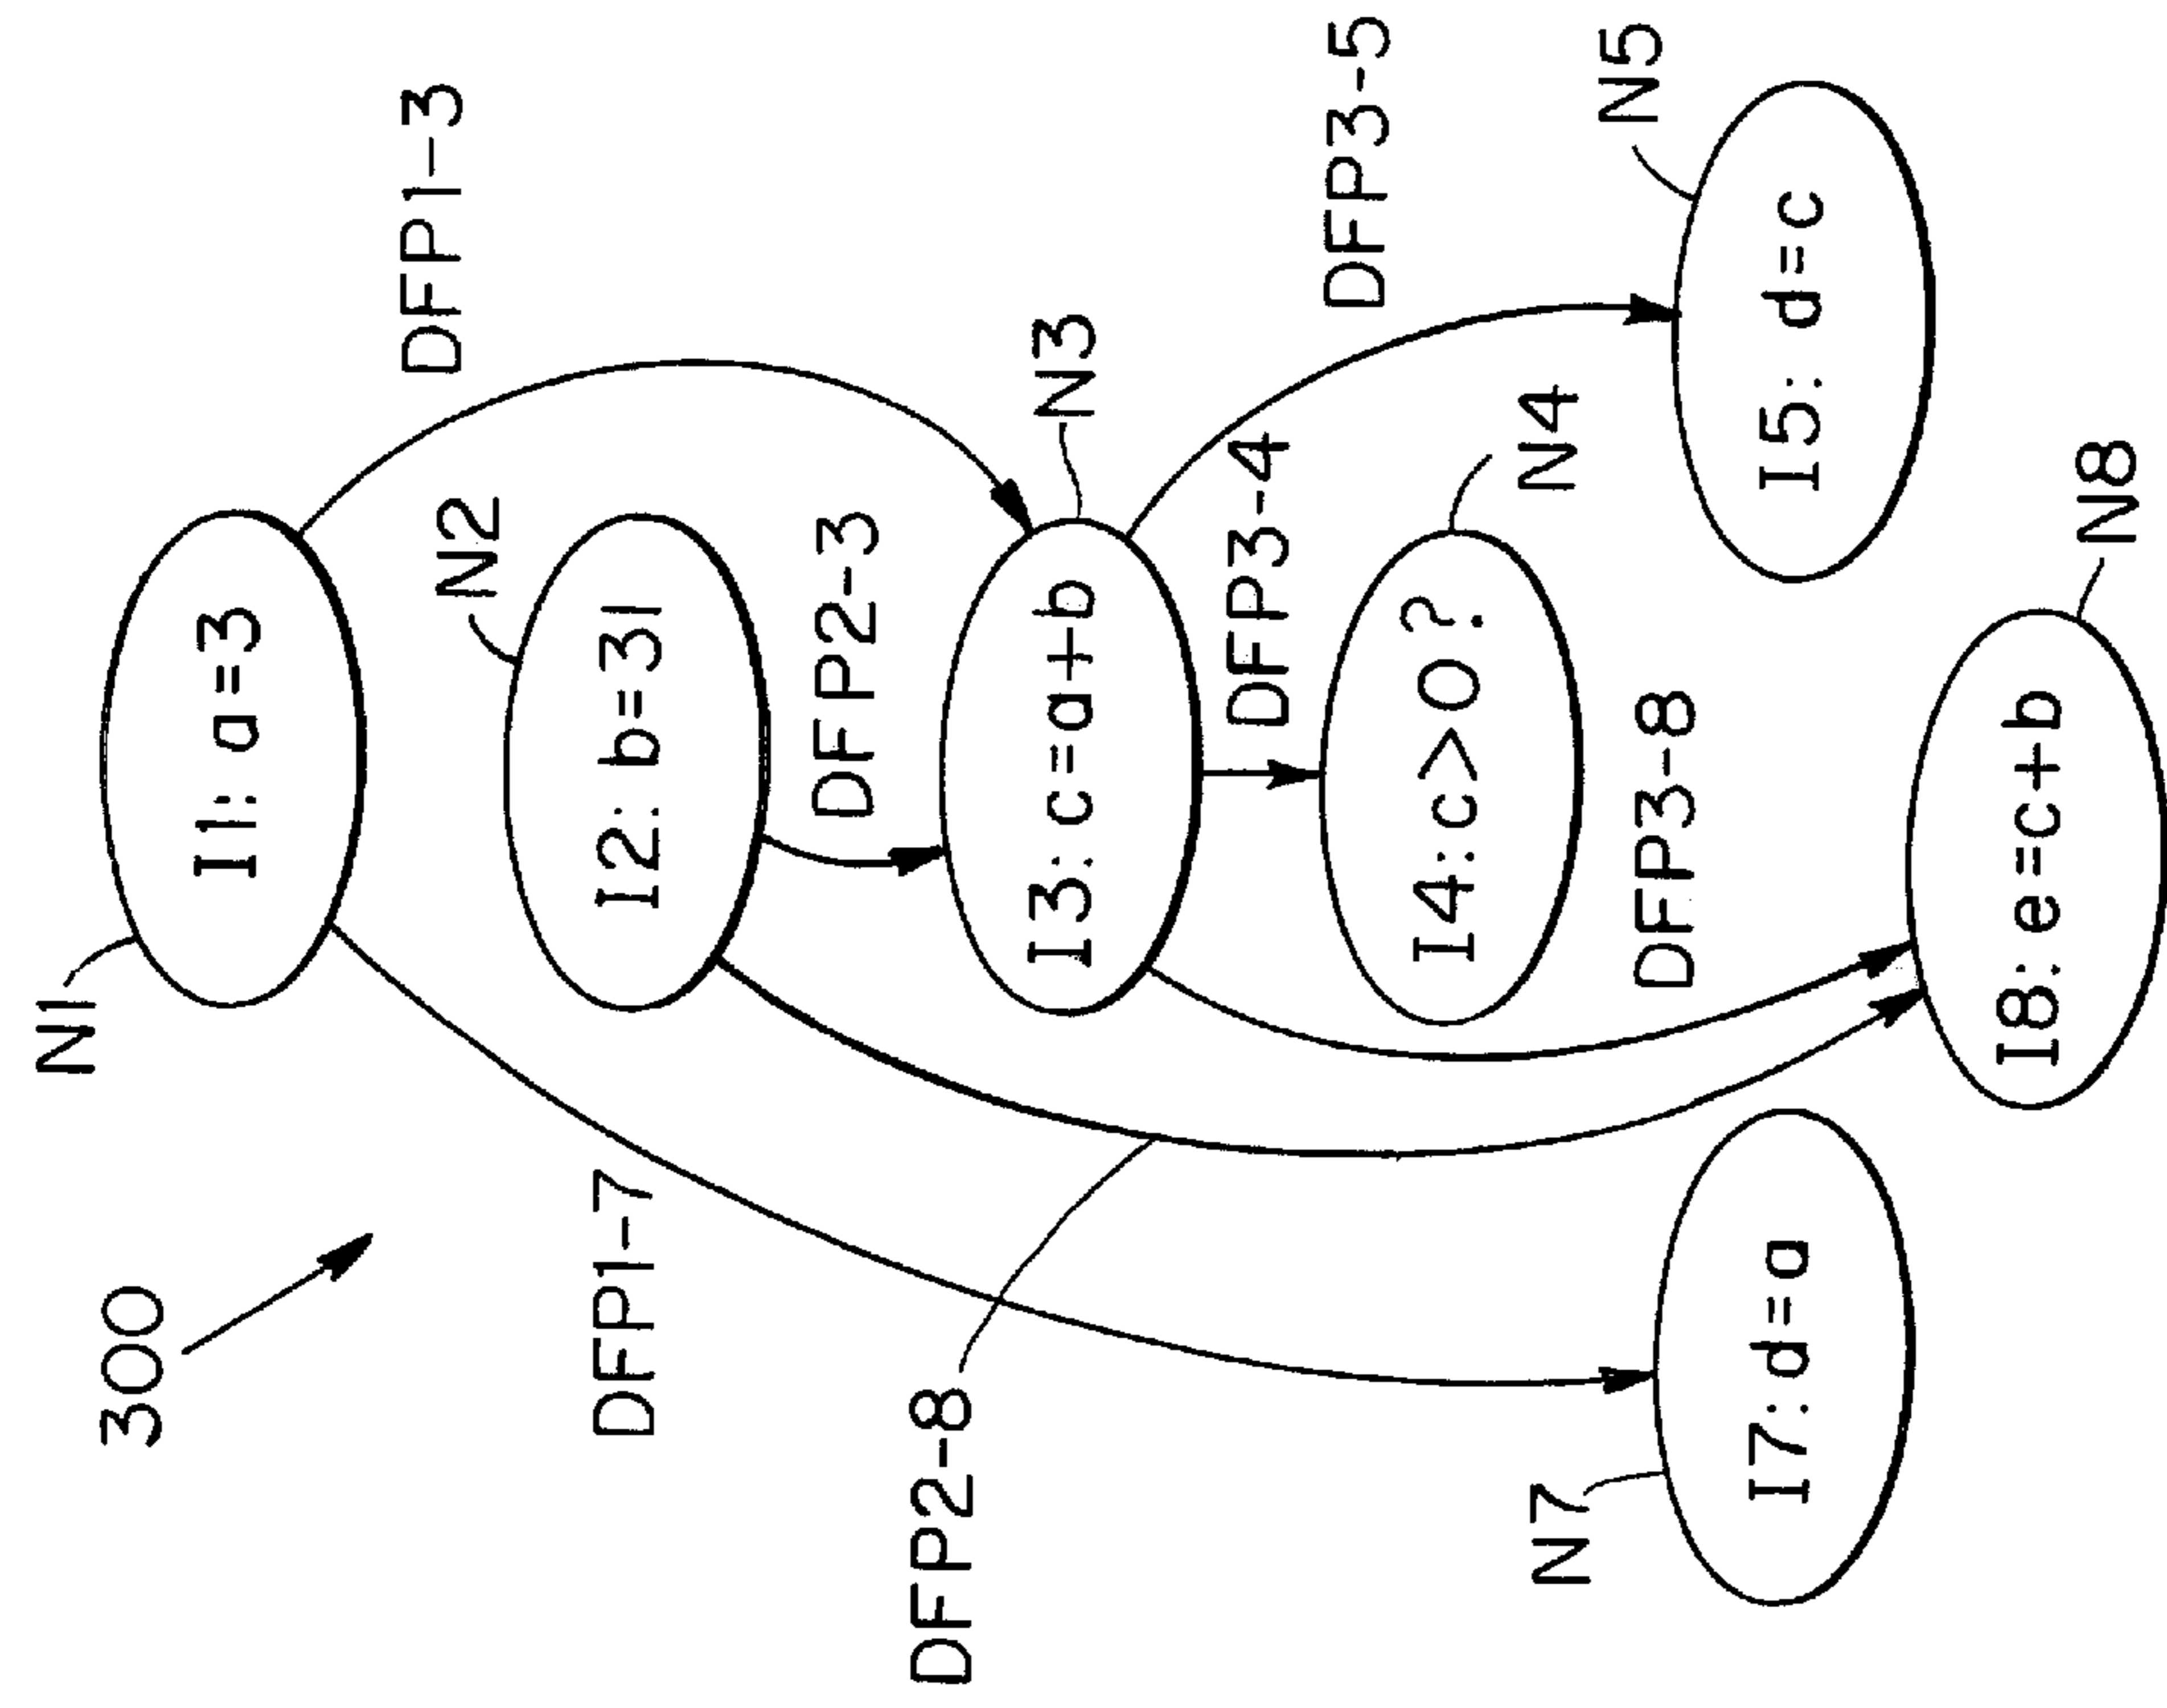 N1
300
I1: a=3
DFP1-3
N2
DFP1-7
I2: b=31
DFP2-3
DFP2-8
I3: c=a+b
N3
DFP3-4
DFP3-5
I4: c>0?
N7
N4
N5
DFP3-8
I7: d=a
I5: d=c
I8: e=c+b
N8